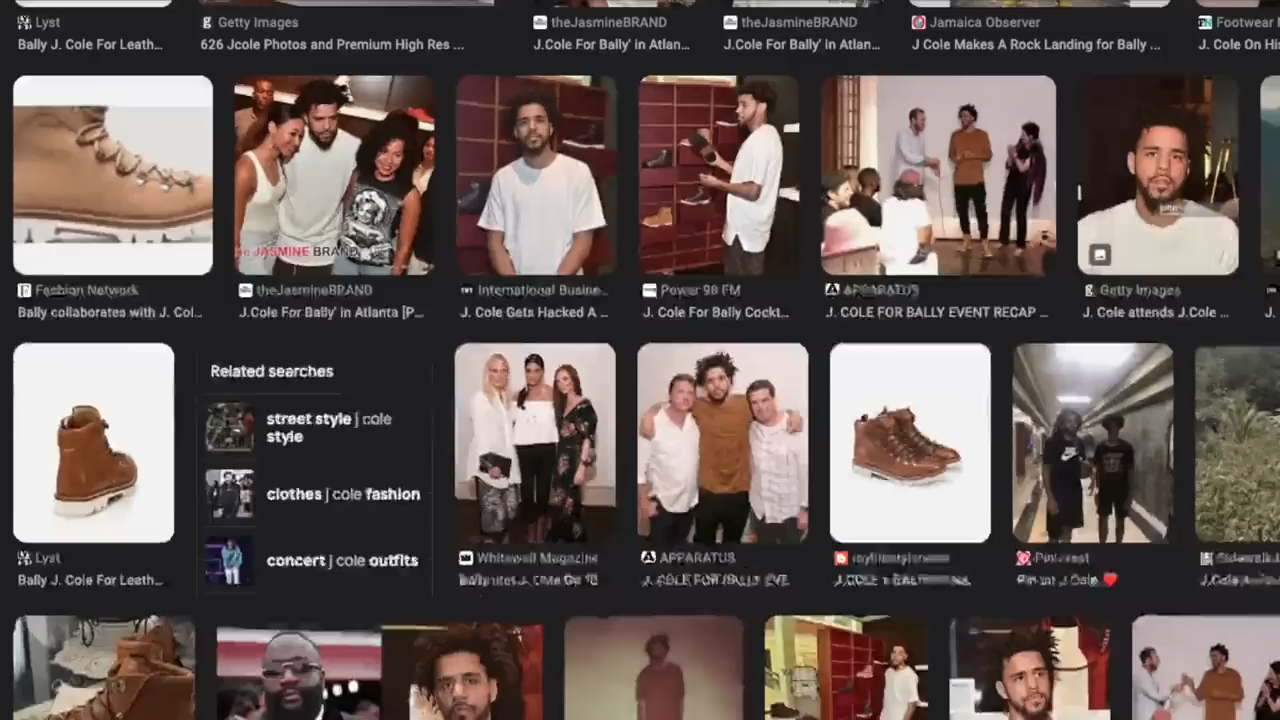 Lyst
Getty Images
theJasmineBRAND
theJasmineBRAND
Jamaica Observer
Footwear
Bally J. Cole For Leath...
626 Jcole Photos and Premium High Res ...
J.Cole For Bally' in Atlan...
J.Cole For Bally' in Atlan...
J Cole Makes A Rock Landing for Bally ...
J. Cole On Hi
JASMINE BRAND
Fashion Network
theJasmineBRAND
International Busine...
Power 98 FM
APPARATUS
Getty Images
Bally collaborates with J. Col...
J.Cole For Bally' in Atlanta [P...
J. Cole Gets Hacked A ...
J. Cole For Bally Cockt...
J. COLE FOR BALLY EVENT RECAP ...
J. Cole attends J.Cole ...
J.
Related searches
street style j cole
style
clothes j cole fashion
concert j cole outfits
Lyst
Whitewall Magazine
APPARATUS
Pinterest
Bally J. Cole For Leath...